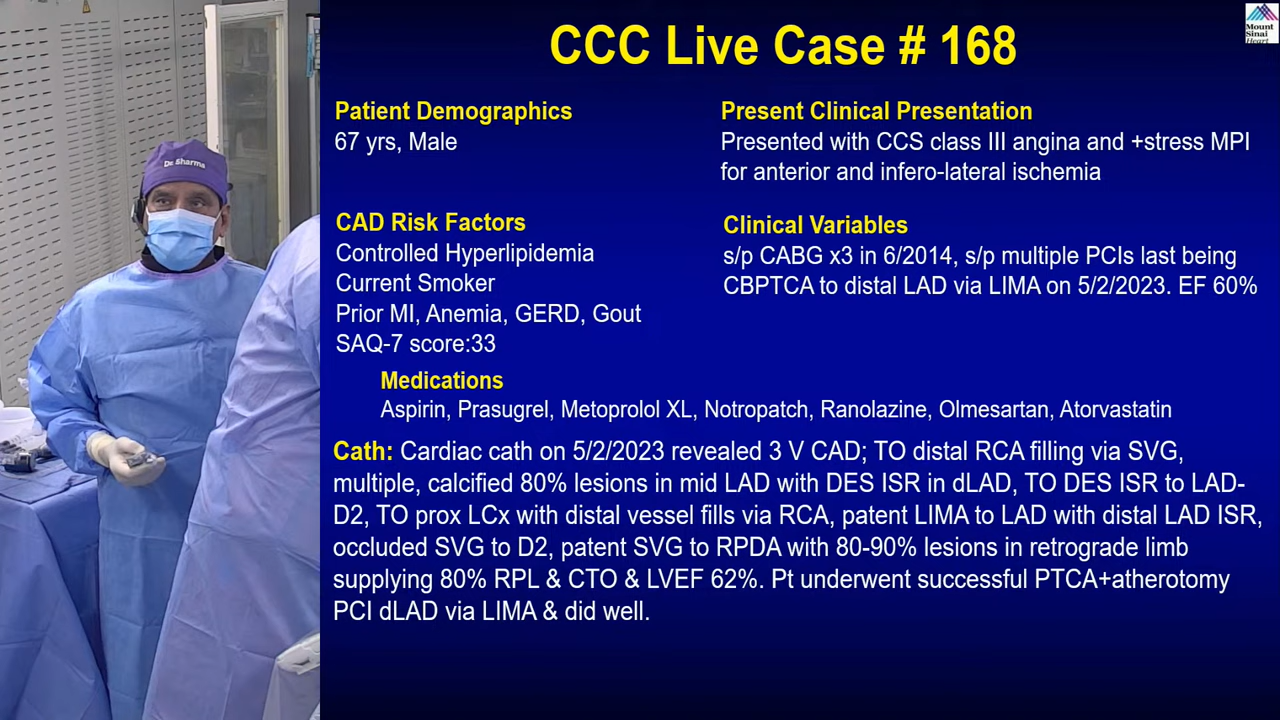 CCC Live Case # 168
Mount
Sinai
Heart
Dr. Sharma
Patient Demographics
67 yrs, Male
Present Clinical Presentation
Presented with CCS class III angina and +stress MPI
for anterior and infero-lateral ischemia
CAD Risk Factors
Controlled Hyperlipidemia
Current Smoker
Prior MI, Anemia, GERD, Gout
SAQ-7 score:33
Clinical Variables
s/p CABG x3 in 6/2014, s/p multiple PCIs last being
CBPTCA to distal LAD via LIMA on 5/2/2023. EF 60%
Medications
Aspirin, Prasugrel, Metoprolol XL, Notropatch, Ranolazine, Olmesartan, Atorvastatin
Cath: Cardiac cath on 5/2/2023 revealed 3 V CAD; TO distal RCA filling via SVG,
multiple, calcified 80% lesions in mid LAD with DES ISR in dLAD, TO DES ISR to LAD-
D2, TO prox LCx with distal vessel fills via RCA, patent LIMA to LAD with distal LAD ISR,
occluded SVG to D2, patent SVG to RPDA with 80-90% lesions in retrograde limb
supplying 80% RPL & CTO & LVEF 62%. Pt underwent successful PTCA+atherotomy
PCI dLAD via LIMA & did well.